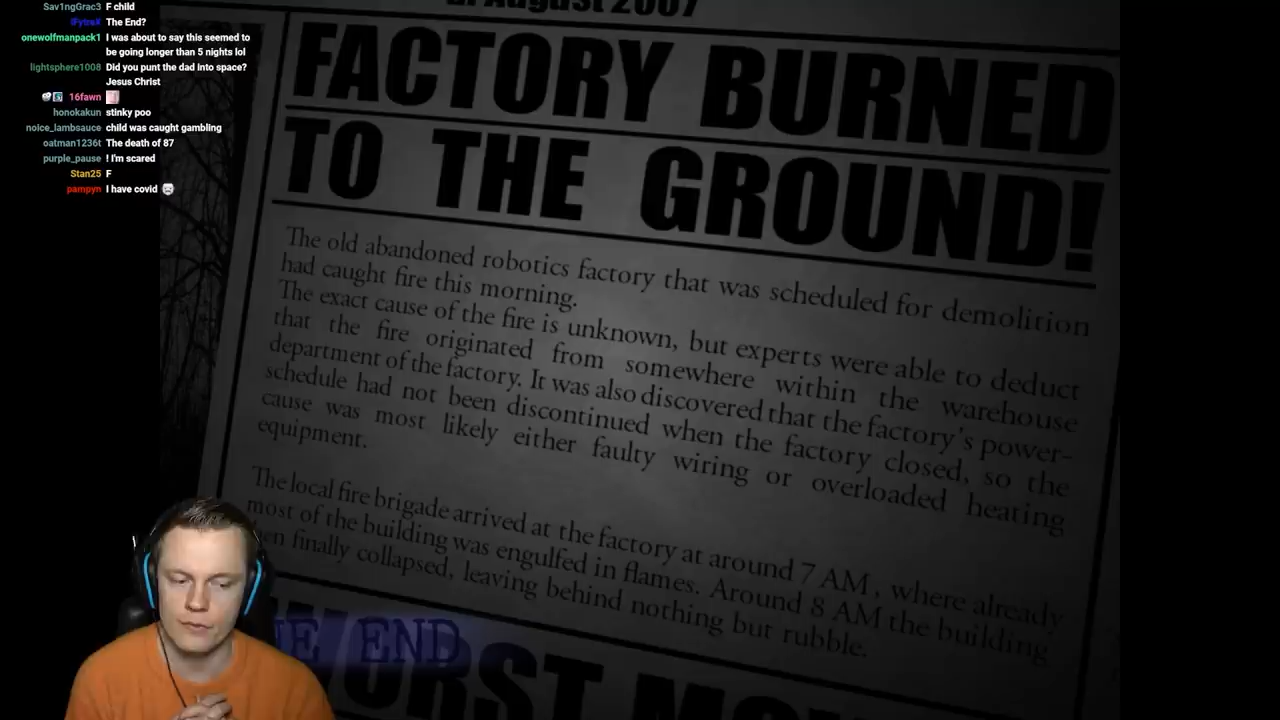 Sav1ngGrac3 F child
The End?
onewolfmanpack1 I was about to say this seemed to
be going longer than 5 nights lol
lightsphere1008 Did you punt the dad into space?
Jesus Christ
16fawn
honokakun stinky poo
noice_lambsauce child was caught gambling
oatman1236t The death of 87
purple_pause ! I'm scared
Stan25 F
pampyn I have covid
August 2007
FACTORY BURNED
TO THE GROUND!
The old abandoned robotics factory that was scheduled for demolition
had caught fire this morning.
The exact cause of the fire is unknown, but experts were able to deduct
that the fire originated from somewhere within the warehouse
department of the factory. It was also discovered that the factory's power-
schedule had not been discontinued when the factory closed, so the
cause was most likely either faulty wiring or overloaded heating
equipment.
The local fire brigade arrived at the factory at around 7 AM, where already
most of the building was engulfed in flames. Around 8 AM the building
finally collapsed, leaving behind nothing but rubble.
END